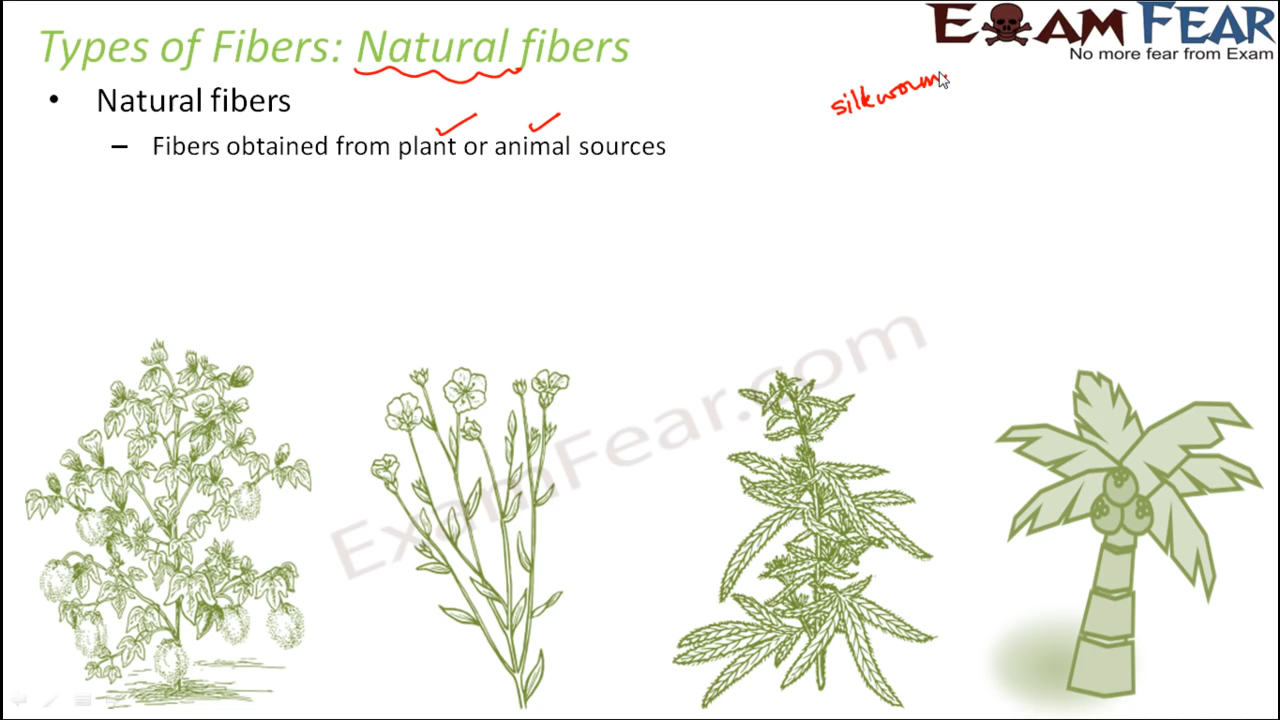 Types of Fibers: Natural fibers
EXAM FEAR
No more fear from Exam
silkworm
• Natural fibers
– Fibers obtained from plant or animal sources
ExamFear.com